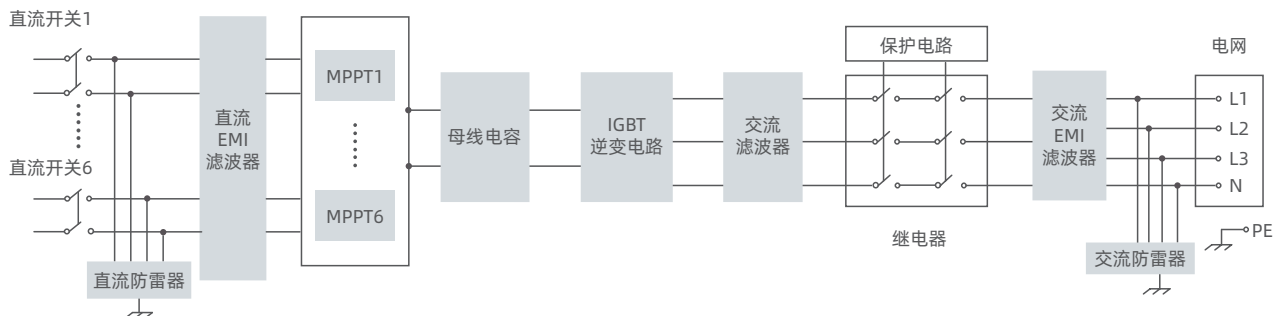 直流开关1
直流开关6
直流防雷器
直流
EMI
滤波器
MPPT1
MPPT6
母线电容
IGBT
逆变电路
交流
滤波器
保护电路
继电器
交流
EMI
滤波器
电网
L1
L2
L3
N
PE
交流防雷器